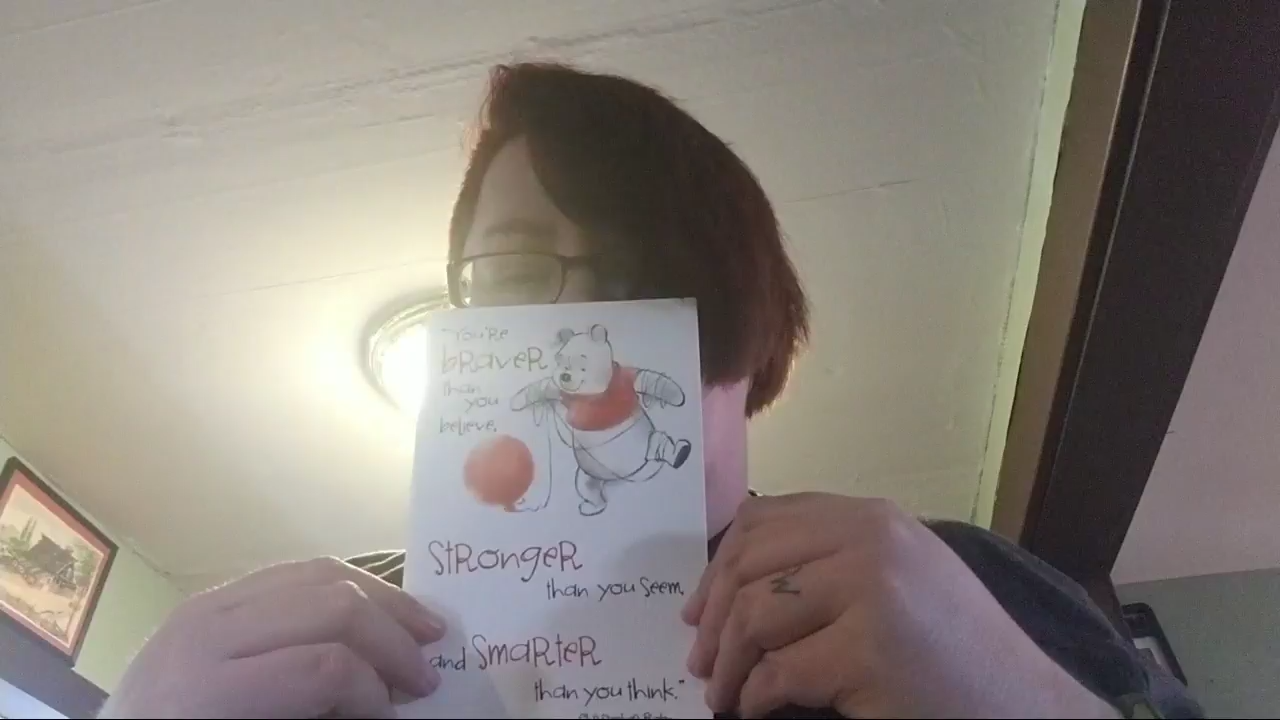 You're
braver
than
you
believe,
Stronger
than you seem,
and Smarter
than you think."